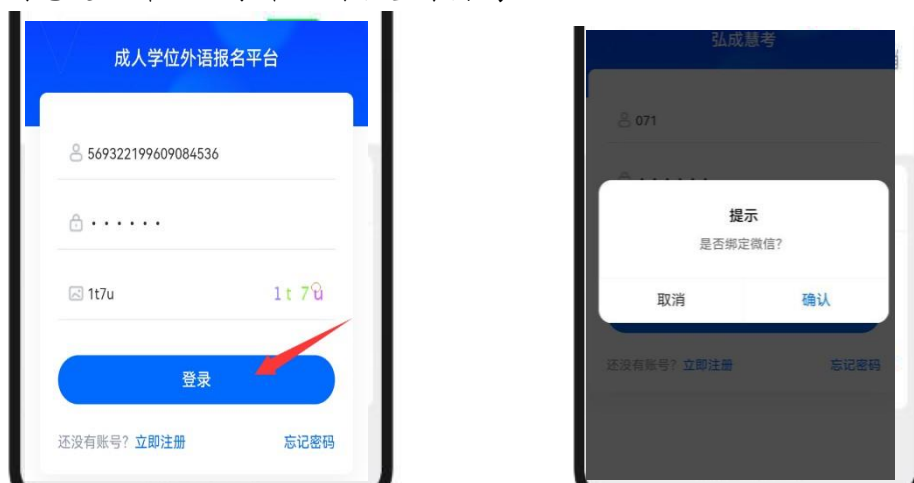 成人学位外语报名平台
569322199609084536
······
1t7u
1t7u
登录
还没有账号?立即注册
忘记密码
弘成慧考
071
提示
是否绑定微信?
取消
确认
还没有账号?立即注册
忘记密码